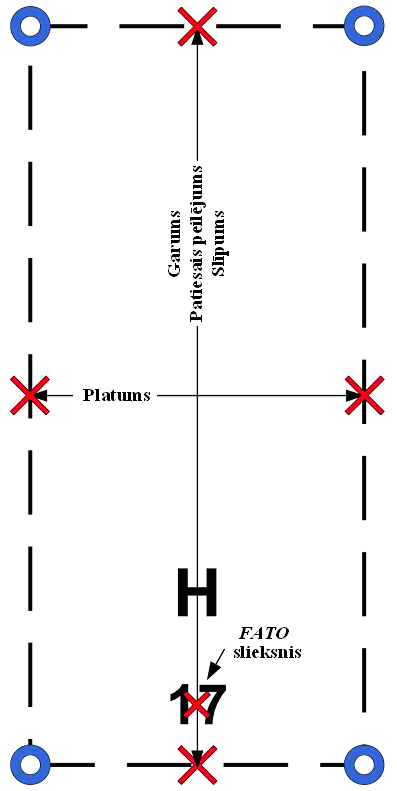 Garums
Patiesais peilējums
Slīpums
Platums
H
FATO
slieksnis
17